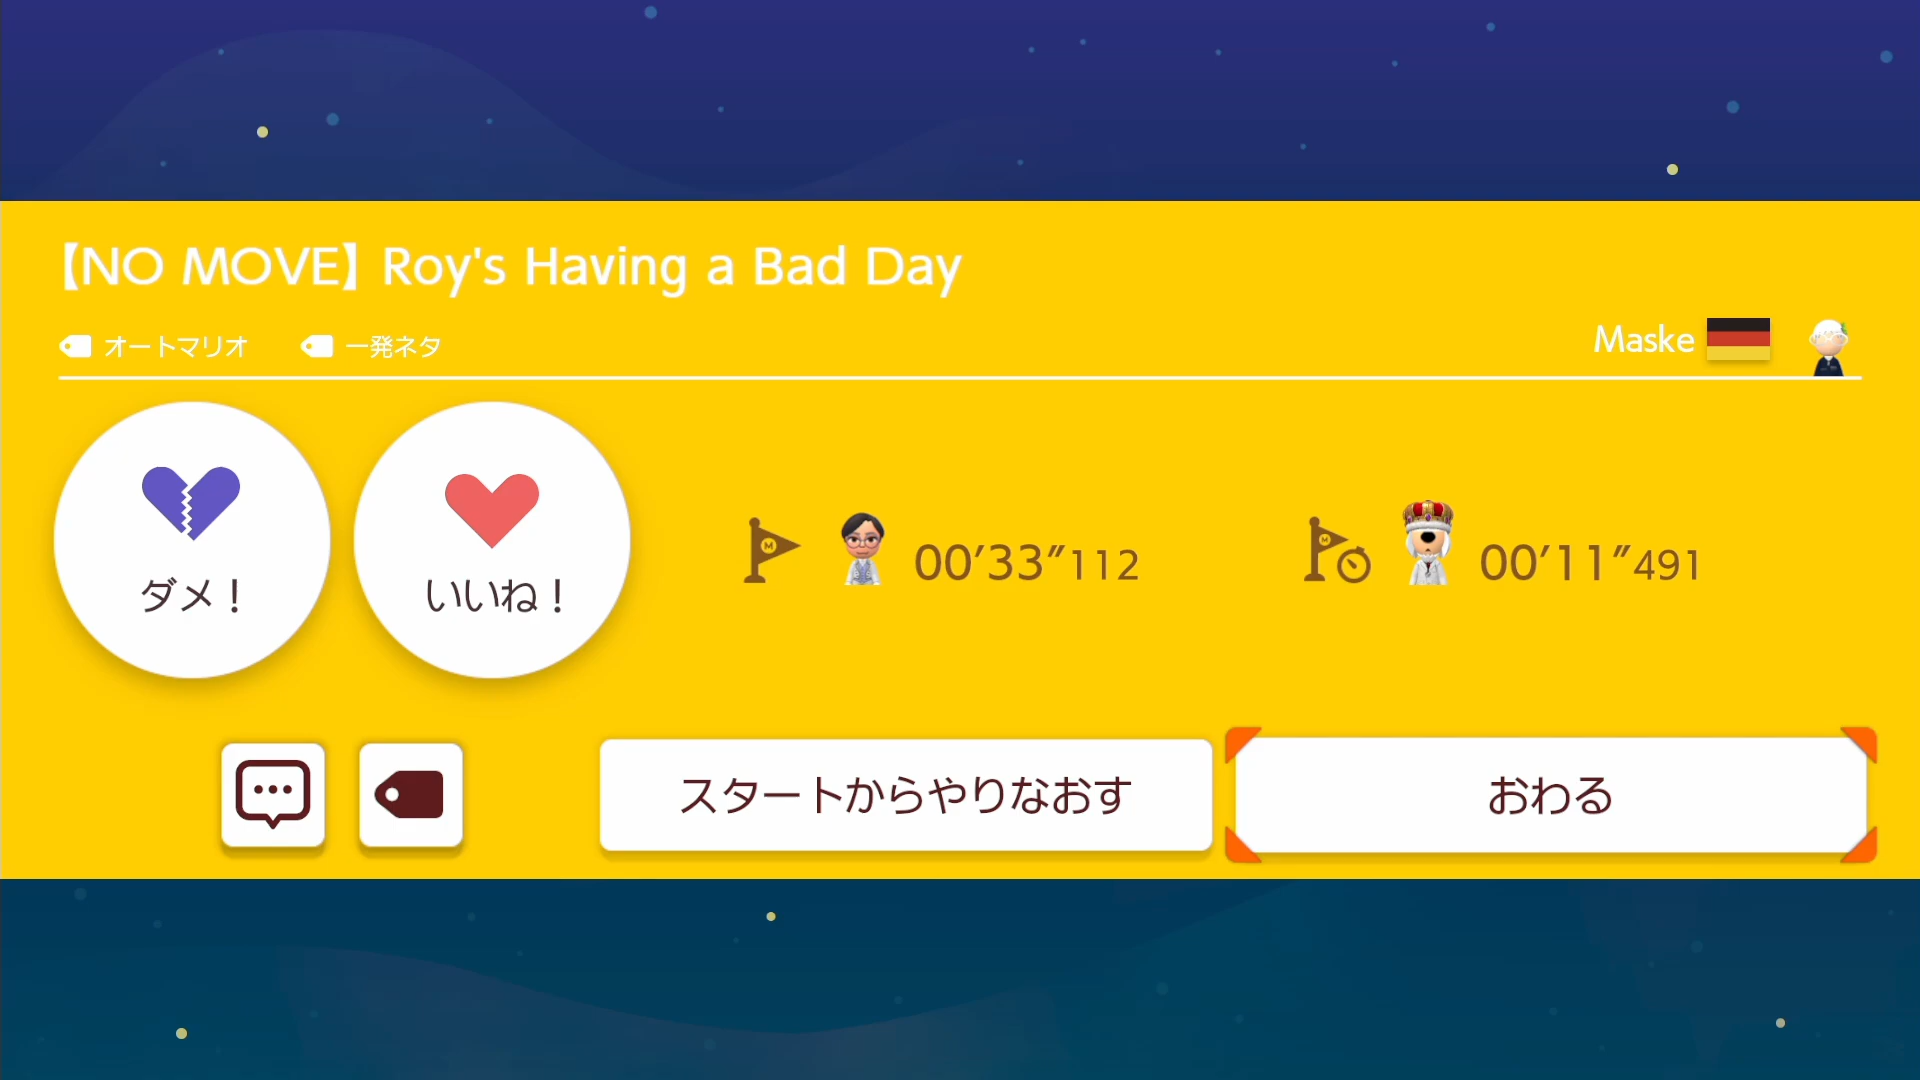 【NO MOVE】 Roy's Having a Bad Day
オートマリオ 一発ネタ
Maske
ダメ！ いいね！
M 00′33″112
M 00′11″491
スタートからやりなおす おわる